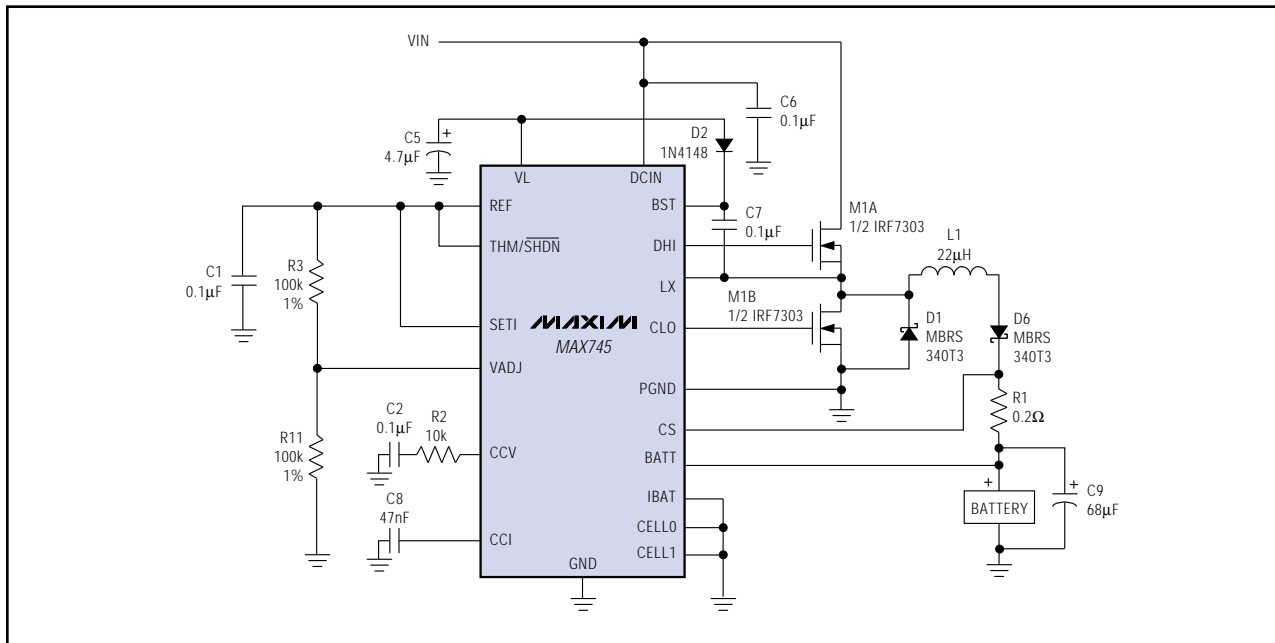 VIN
C6
0.1μF
C5
+
4.7μF
D2
1N4148
VL
DCIN
REF
BST
THM/SHDN
DHI
C7
0.1μF
M1A
1/2 IRF7303
C1
0.1μF
R3
100k
1%
LX
L1
22μH
SETI
MAXIM
MAX745
CLO
M1B
1/2 IRF7303
D1
MBRS
340T3
D6
MBRS
340T3
VADJ
PGND
R11
100k
1%
C2
0.1μF
R2
10k
CCV
CS
BATT
R1
0.2Ω
C8
47nF
CCI
IBAT
CELL0
CELL1
+
BATTERY
+
C9
68μF
GND